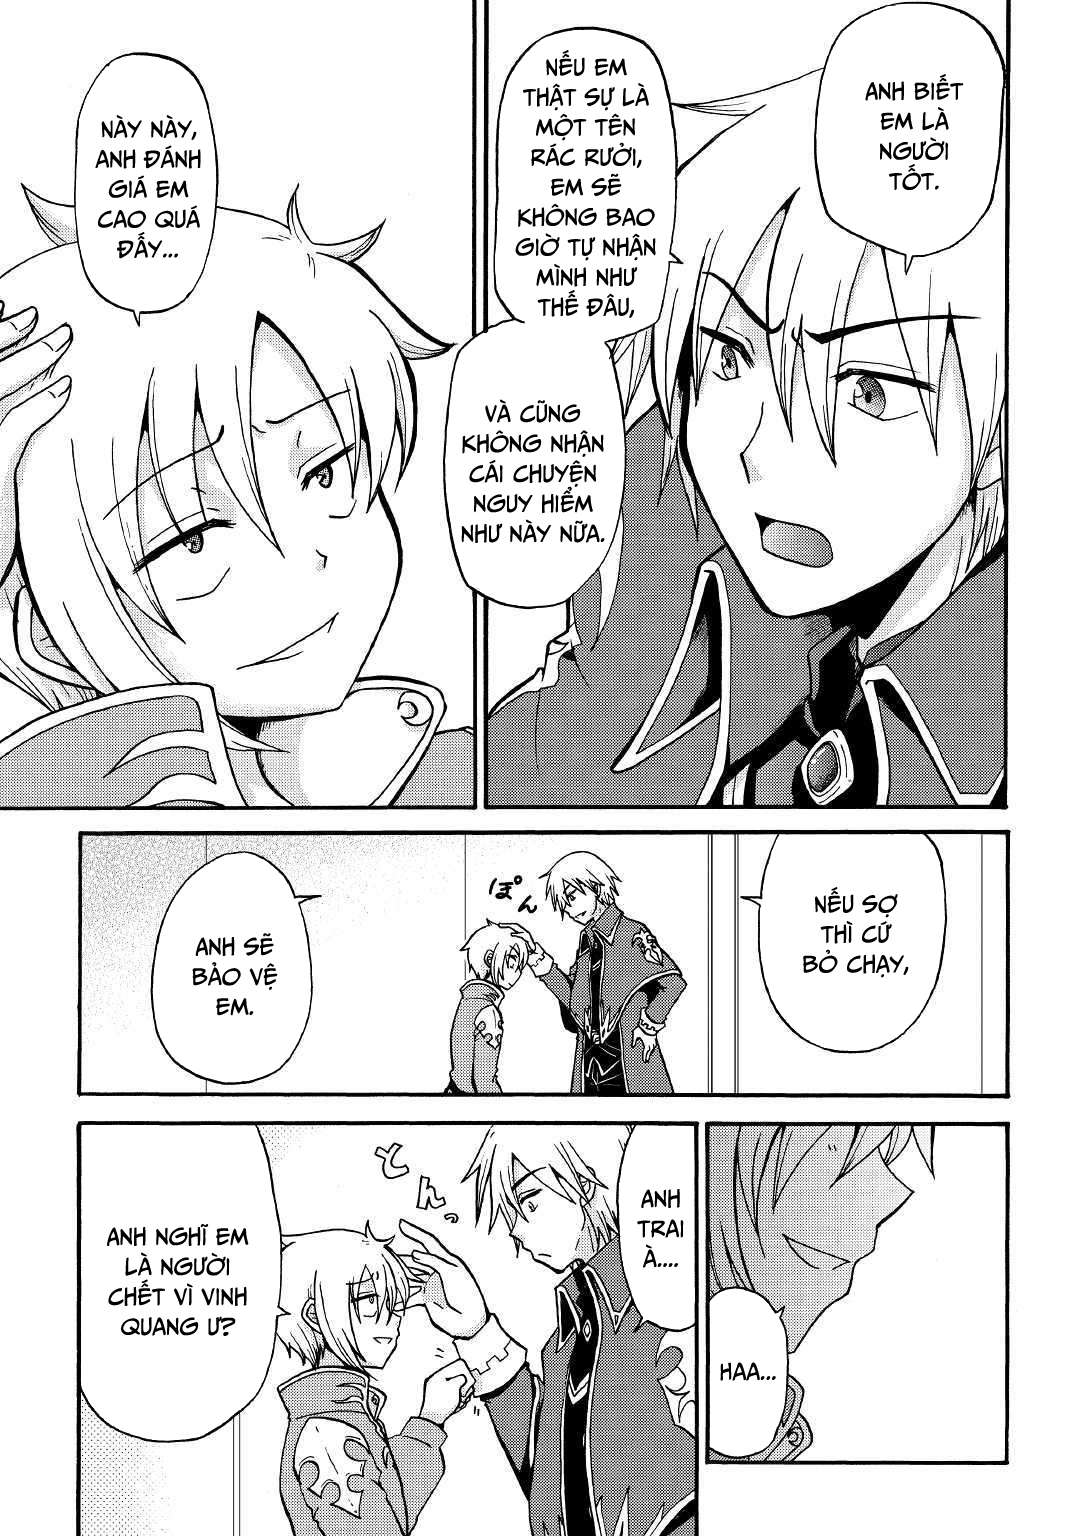 ANH BIẾT
EM LÀ
NGƯỜI
TỐT.
NẾU EM
THẬT SỰ LÀ
MỘT TÊN
RÁC RƯỞI,
EM SẼ
KHÔNG BAO
GIỜ TỰ NHẬN
MÌNH NHƯ
THẾ ĐÂU,
VÀ CŨNG
KHÔNG NHẬN
CÁI CHUYỆN
NGUY HIỂM
NHƯ NÀY NỮA.
NÀY NÀY,
ANH ĐÁNH
GIÁ EM
CAO QUÁ
ĐẤY...
NẾU SỢ
THÌ CỨ
BỎ CHẠY,
ぽん
ANH SẼ
BẢO VỆ
EM.
HAA...
ANH
TRAI
À....
とんっ
ANH NGHĨ EM
LÀ NGƯỜI
CHẾT VÌ VINH
QUANG Ư?